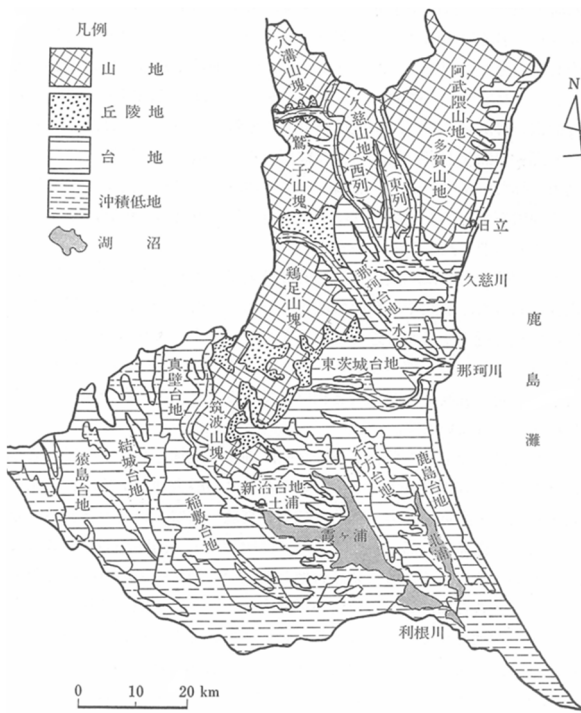 凡例
山地
丘陵地
台地
沖積低地
湖沼
N
八溝山塊
久慈山地
(西列)
(東列)
阿武隈山地
(多賀山地)
鷲ノ子山塊
日立
那珂台地
久慈川
鶏足山塊
水戸
鹿島灘
東茨城台地
那珂川
真壁台地
筑波山塊
結城台地
猿島台地
行方台地
鹿島台地
新治台地
土浦
稲敷台地
霞ヶ浦
北浦
利根川
0 10 20 km